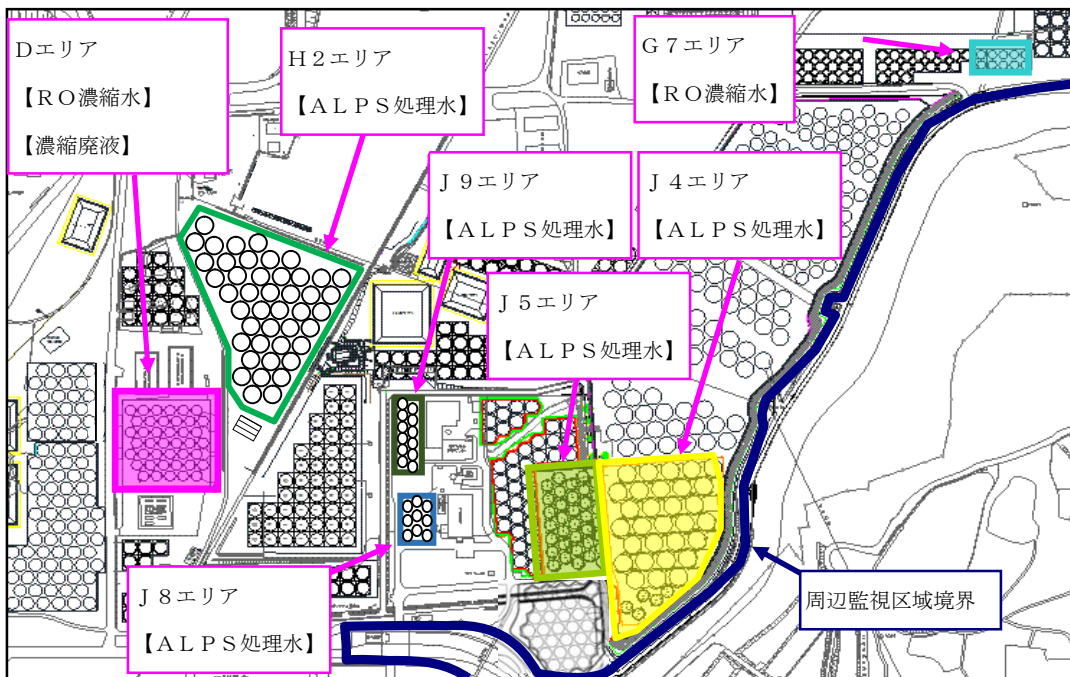 Dエリア
【RO濃縮水】
【濃縮廃液】
H2エリア
【ALPS処理水】
G7エリア
【RO濃縮水】
J9エリア
【ALPS処理水】
J4エリア
【ALPS処理水】
J5エリア
【ALPS処理水】
J8エリア
【ALPS処理水】
周辺監視区域境界